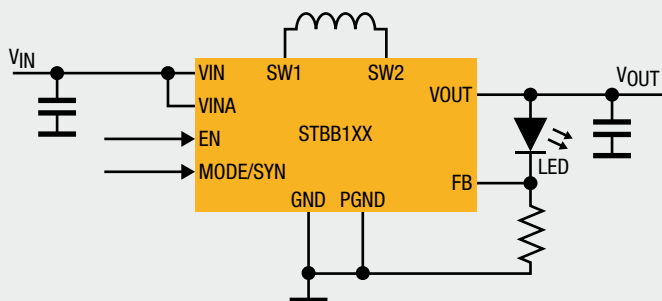 VIN
SW1
SW2
VIN
VOUT
VOUT
VINA
STBB1XX
EN
LED
MODE/SYN
FB
GND
PGND